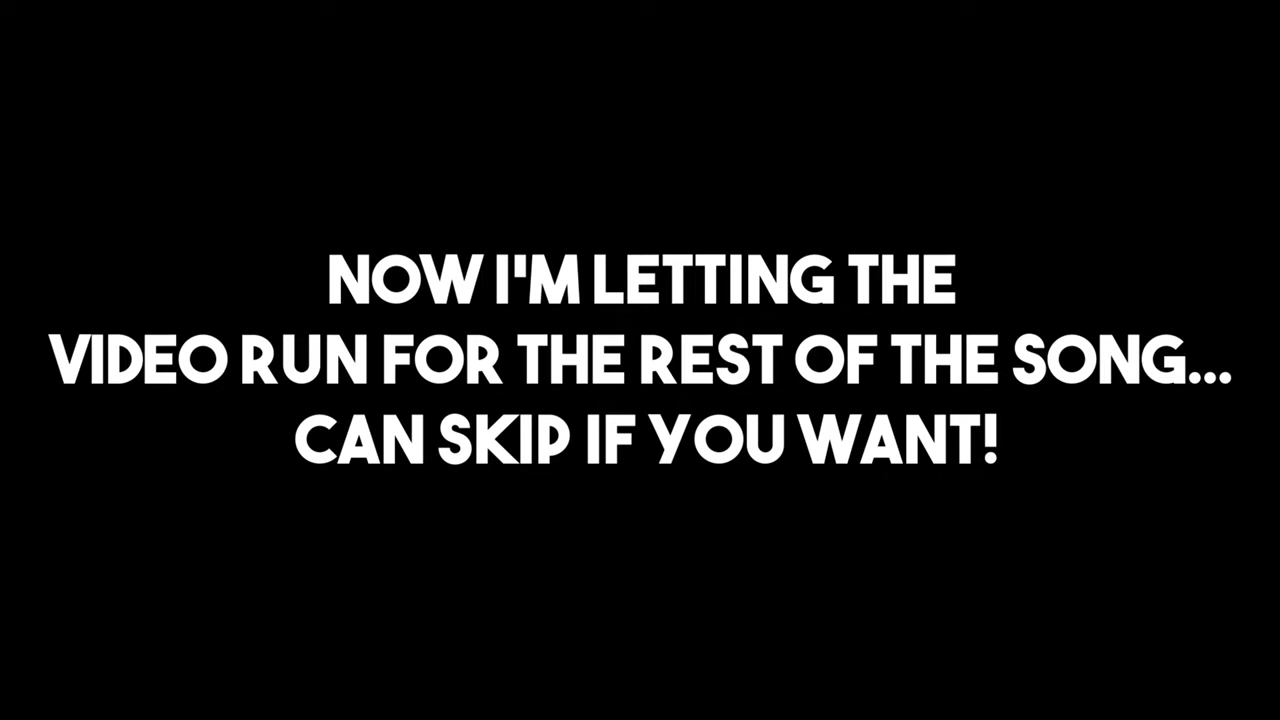 NOW I'M LETTING THE
VIDEO RUN FOR THE REST OF THE SONG...
CAN SKIP IF YOU WANT!